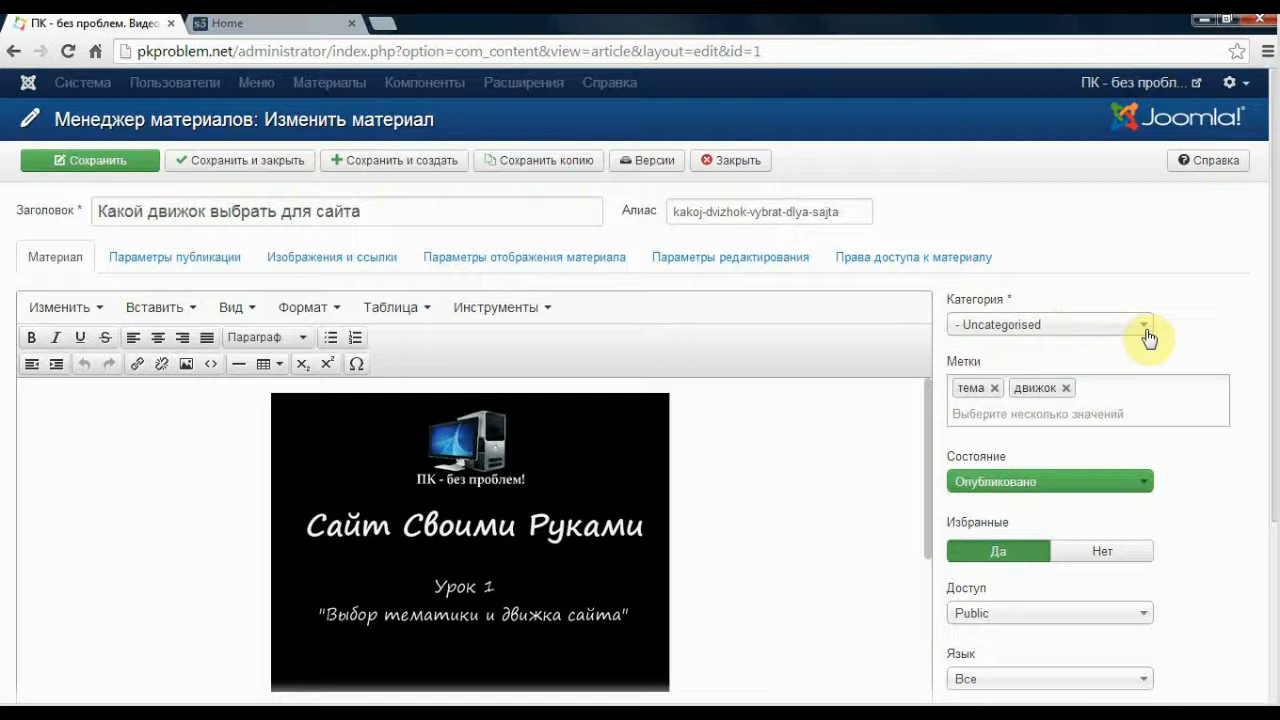 ПК - без проблем. Видео
Home
pkproblem.net/administrator/index.php?option=com_content&view=article&layout=edit&id=1
Система Пользователи Меню Материалы Компоненты Расширения Справка ПК - без пробл...
Менеджер материалов: Изменить материал
Joomla!
Сохранить Сохранить и закрыть Сохранить и создать Сохранить копию Версии Закрыть Справка
Заголовок * Какой движок выбрать для сайта Алиас kakoj-dvizhok-vybrat-dlya-sajta
Материал Параметры публикации Изображения и ссылки Параметры отображения материала Параметры редактирования Права доступа к материалу
Изменить Вставить Вид Формат Таблица Инструменты
Параграф
ПК - без проблем!
Сайт Своими Руками
Урок 1
"Выбор тематики и движка сайта"
Категория *
- Uncategorised
Метки
тема движок
Выберите несколько значений
Состояние
Опубликовано
Избранные
Да Нет
Доступ
Public
Язык
Все